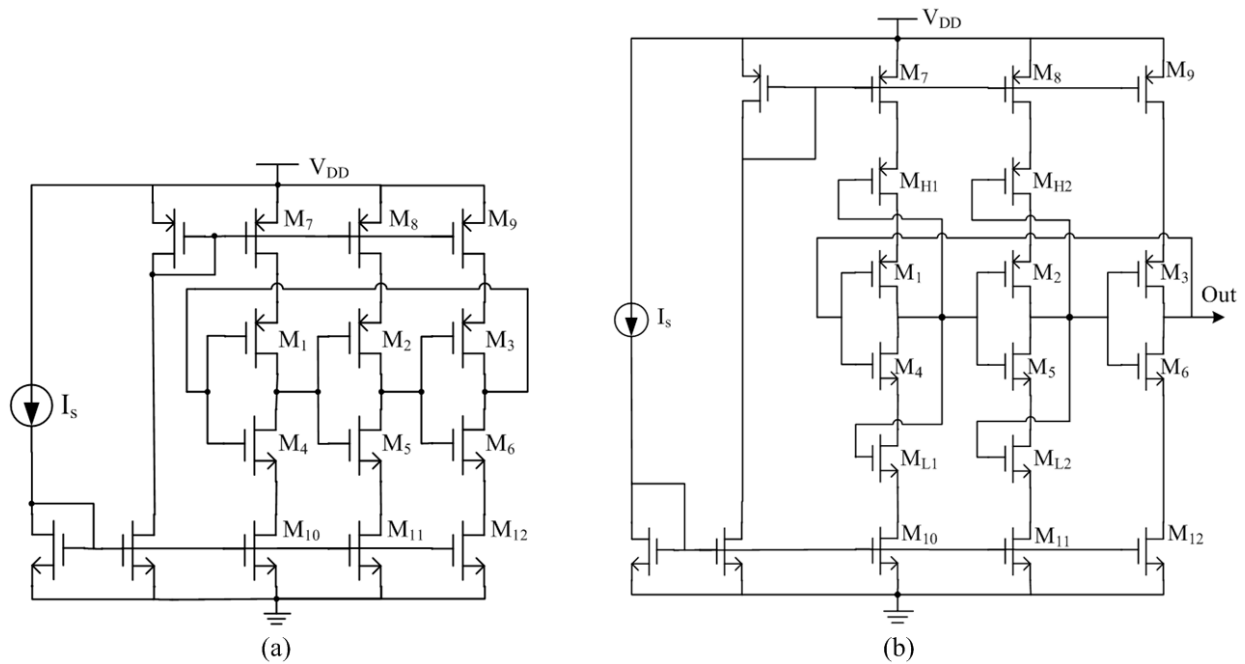 V_DD
M_7
M_8
M_9
M_1
M_2
M_3
I_s
M_4
M_5
M_6
M_10
M_11
M_12
(a)
V_DD
M_7
M_8
M_9
M_H1
M_H2
M_1
M_2
M_3
Out
I_s
M_4
M_5
M_6
M_L1
M_L2
M_10
M_11
M_12
(b)